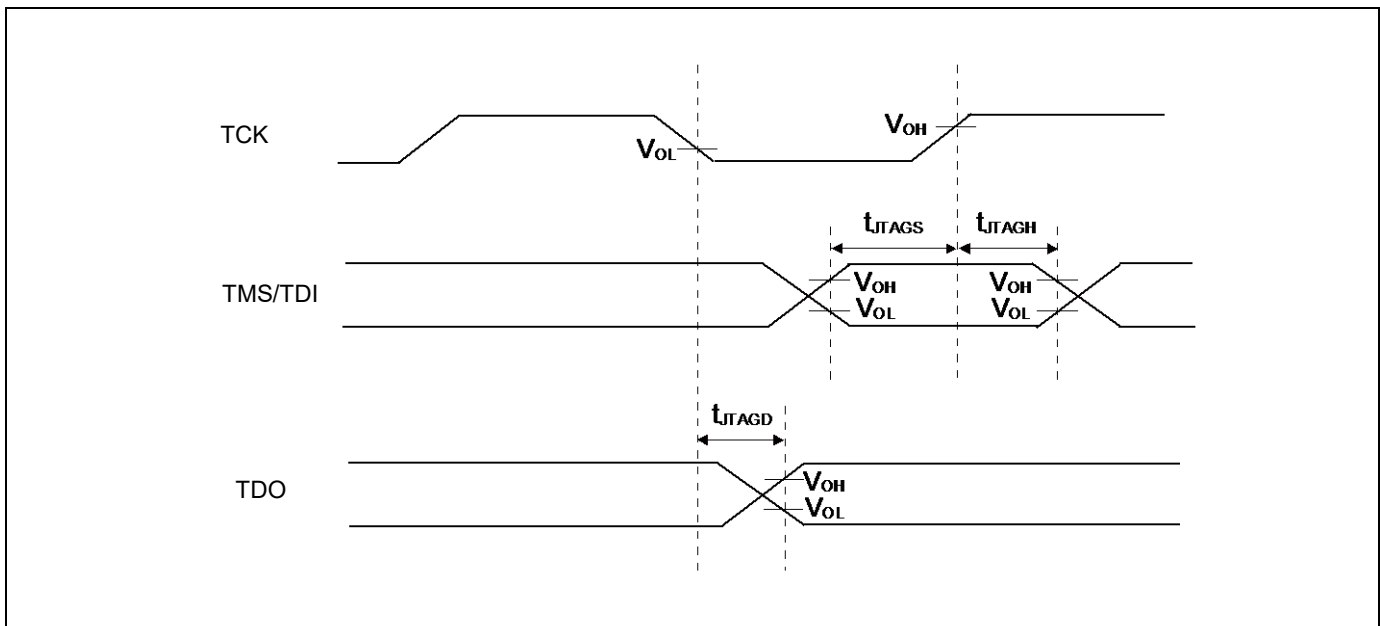 TCK
VOL
VOH
tJTAGS
tJTAGH
TMS/TDI
VOH
VOL
VOH
VOL
tJTAGD
TDO
VOH
VOL